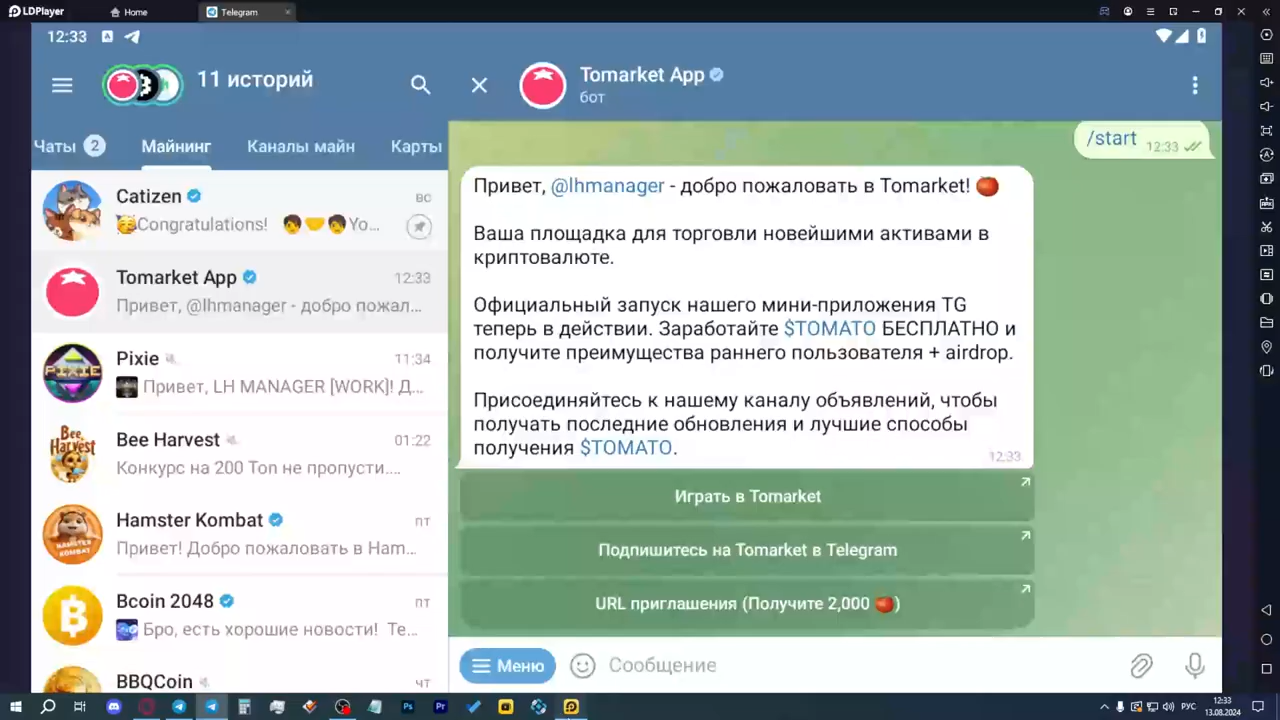 LDPlayer
Home
Telegram
12:33
11 историй
Чаты 2
Майнинг
Каналы майн
Карты
Catizen
вс
Congratulations! Yo...
Tomarket App
12:33
Привет, @lhmanager - добро пожал...
Pixie
11:34
Привет, LH MANAGER [WORK]! Д...
Bee Harvest
01:22
Конкурс на 200 Ton не пропусти....
Hamster Kombat
пт
Привет! Добро пожаловать в Ham...
Bcoin 2048
пт
Бро, есть хорошие новости! Те...
BBQCoin
чт
Tomarket App
бот
/start 12:33
Привет, @lhmanager - добро пожаловать в Tomarket! 🍅
Ваша площадка для торговли новейшими активами в
криптовалюте.
Официальный запуск нашего мини-приложения TG
теперь в действии. Заработайте $TOMATO БЕСПЛАТНО и
получите преимущества раннего пользователя + airdrop.
Присоединяйтесь к нашему каналу объявлений, чтобы
получать последние обновления и лучшие способы
получения $TOMATO.
12:33
Играть в Tomarket
Подпишитесь на Tomarket в Telegram
URL приглашения (Получите 2,000 🍅)
Меню
Сообщение
РУС
12:33
13.08.2024